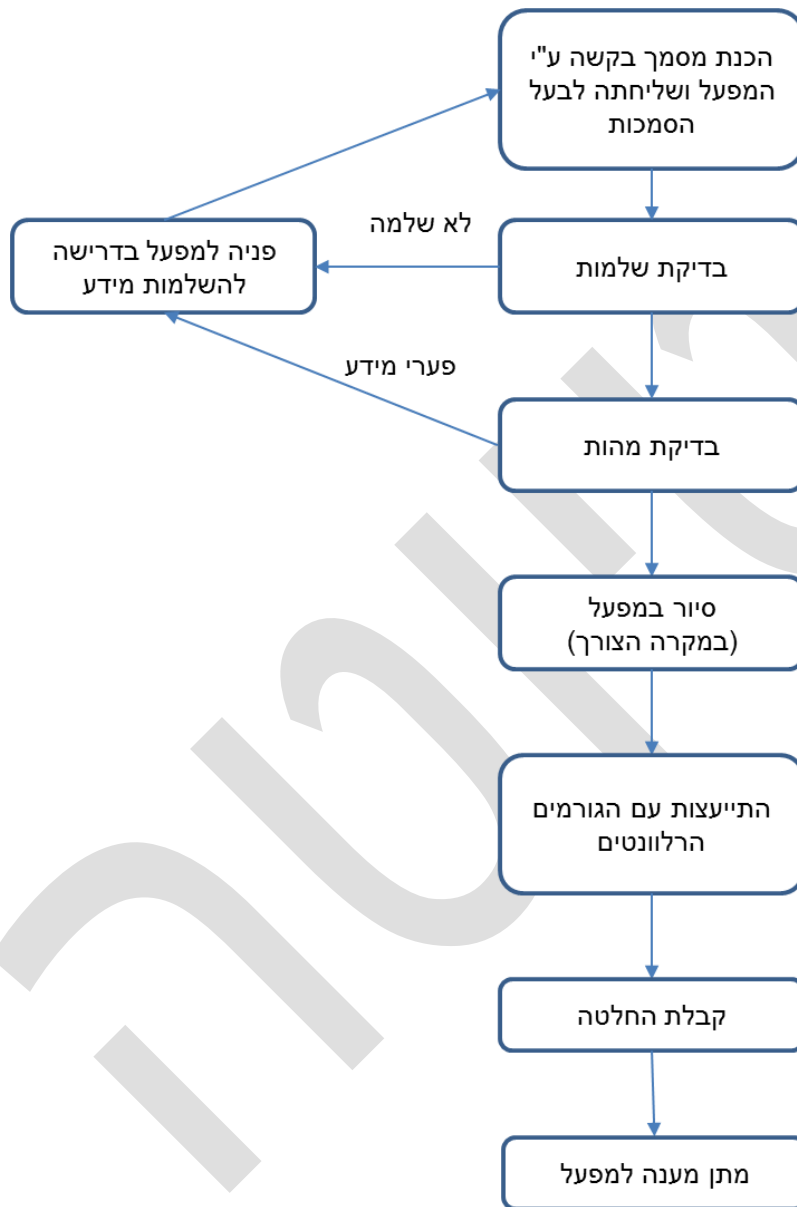 הכנת מסמך בקשה ע"י
המפעל ושליחתה לבעל
הסמכות
לא שלמה
בדיקת שלמות
פניה למפעל בדרישה
להשלמות מידע
פערי מידע
בדיקת מהות
סיור במפעל
(במקרה הצורך)
התייעצות עם הגורמים
הרלוונטים
קבלת החלטה
מתן מענה למפעל